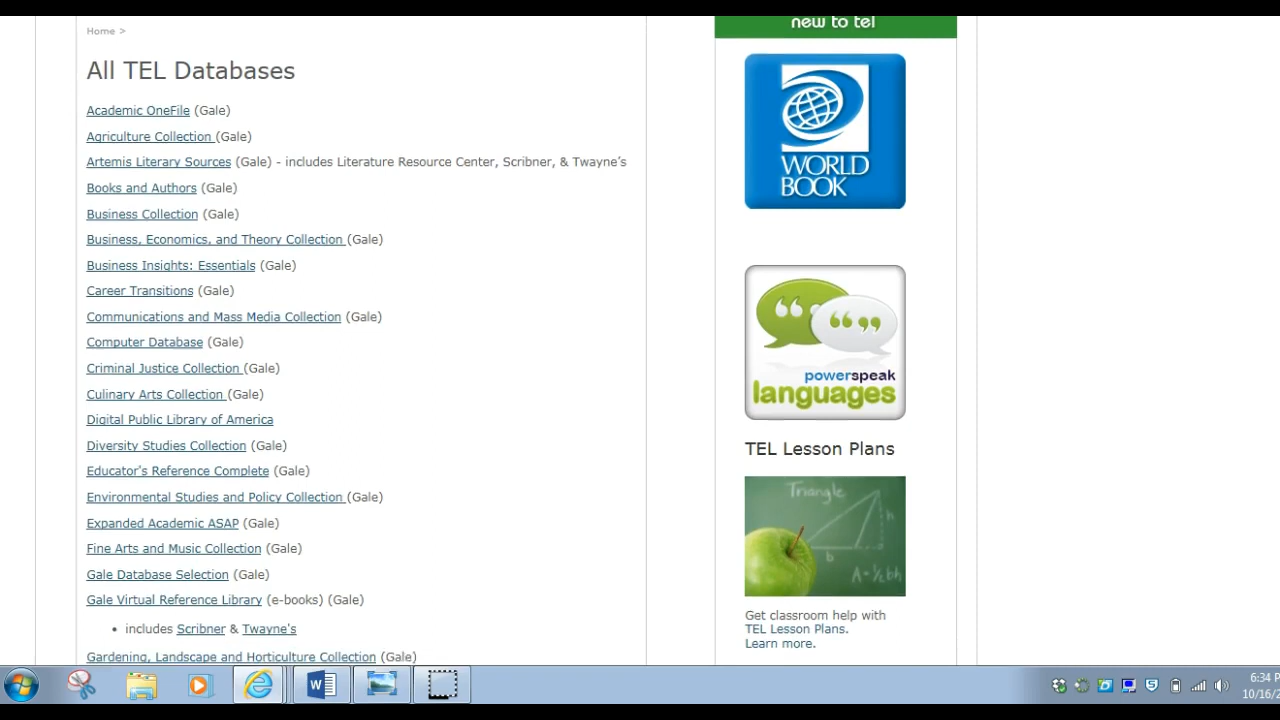 Home >
All TEL Databases
Academic OneFile (Gale)
Agriculture Collection (Gale)
Artemis Literary Sources (Gale) - includes Literature Resource Center, Scribner, & Twayne's
Books and Authors (Gale)
Business Collection (Gale)
Business, Economics, and Theory Collection (Gale)
Business Insights: Essentials (Gale)
Career Transitions (Gale)
Communications and Mass Media Collection (Gale)
Computer Database (Gale)
Criminal Justice Collection (Gale)
Culinary Arts Collection (Gale)
Digital Public Library of America
Diversity Studies Collection (Gale)
Educator's Reference Complete (Gale)
Environmental Studies and Policy Collection (Gale)
Expanded Academic ASAP (Gale)
Fine Arts and Music Collection (Gale)
Gale Database Selection (Gale)
Gale Virtual Reference Library (e-books) (Gale)
• includes Scribner & Twayne's
Gardening, Landscape and Horticulture Collection (Gale)
new to tel
WORLD
BOOK
powerspeak
languages
TEL Lesson Plans
Triangle
h
b
A=½bh
Get classroom help with
TEL Lesson Plans.
Learn more.
6:34 P
10/16/2